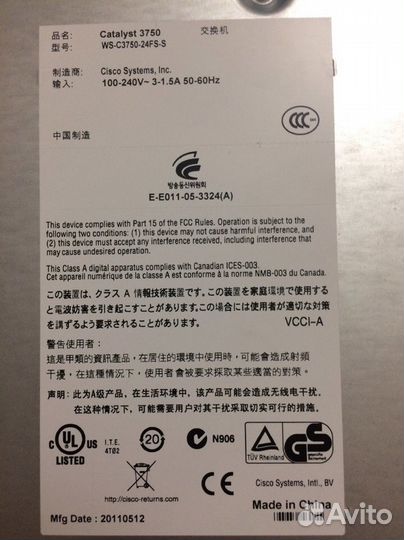 品名: Catalyst 3750 交换机
型号: WS-C3750-24FS-S
制造商: Cisco Systems, Inc.
输入: 100-240V~ 3-1.5A 50-60Hz
中国制造
CCC
방송통신위원회
E-E011-05-3324(A)
This device complies with Part 15 of the FCC Rules. Operation is subject to the
following two conditions: (1) this device may not cause harmful interference, and
(2) this device must accept any interference received, including interference that
may cause undesired operation.
This Class A digital apparatus complies with Canadian ICES-003.
Cet appareil numérique de la classe A est conforme à la norme NMB-003 du Canada.
この装置は、クラス A 情報技術装置です。この装置を家庭環境で使用する
と電波妨害を引き起こすことがあります。この場合には使用者が適切な対策
を講ずるよう要求されることがあります。 VCCI-A
警告使用者:
這是甲類的資訊產品，在居住的環境中使用時，可能會造成射頻
干擾，在這種情況下，使用者會被要求採取某些適當的對策。
声明: 此为A级产品，在生活环境中，该产品可能会造成无线电干扰。
在这种情况下，可能需要用户对其干扰采取切实可行的措施。
C UL US
LISTED
I.T.E.
4TB2
20
N906
TÜV Rheinland
GS
http://cisco-returns.com
CE
Cisco Systems, Intl., BV
Made in China
Mfg Date : 20110512
Avito